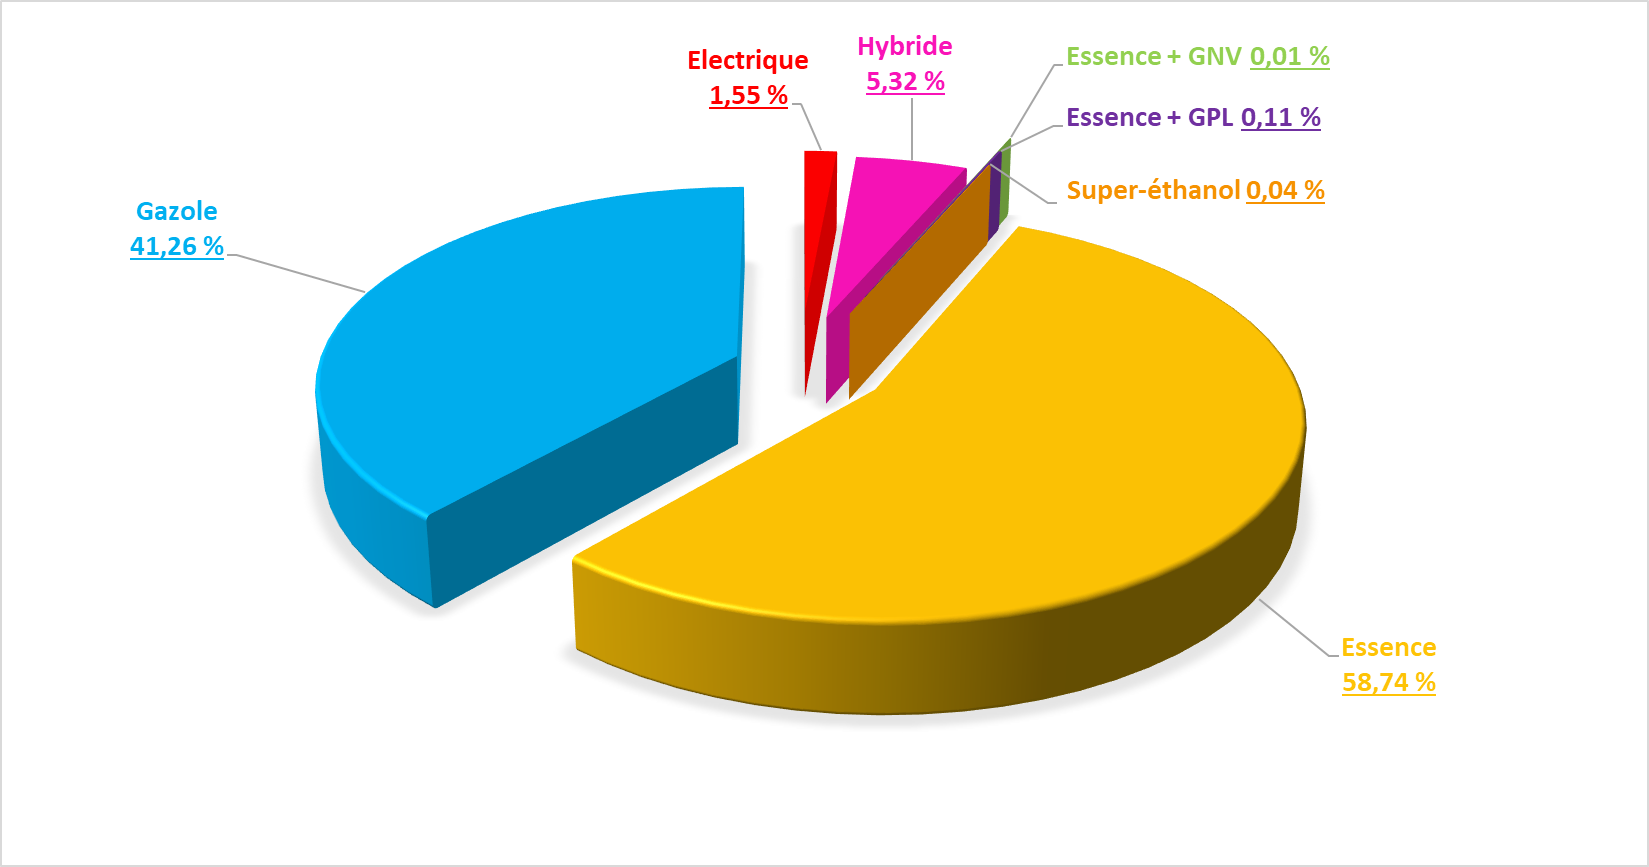 Electrique
1,55 %
Hybride
5,32 %
Essence + GNV 0,01 %
Essence + GPL 0,11 %
Super-éthanol 0,04 %
Gazole
41,26 %
Essence
58,74 %